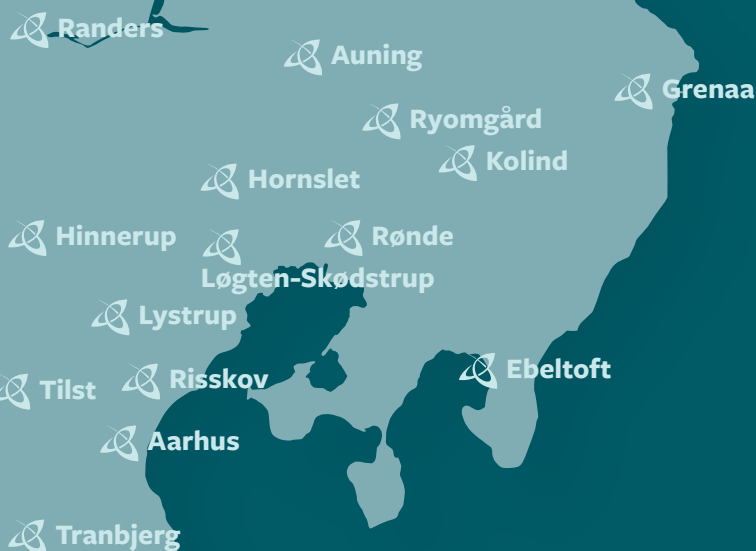 Randers
Auning
Grenaa
Ryomgård
Kolind
Hornslet
Hinnerup
Rønde
Løgten-Skødstrup
Lystrup
Ebeltoft
Risskov
Tilst
Aarhus
Tranbjerg